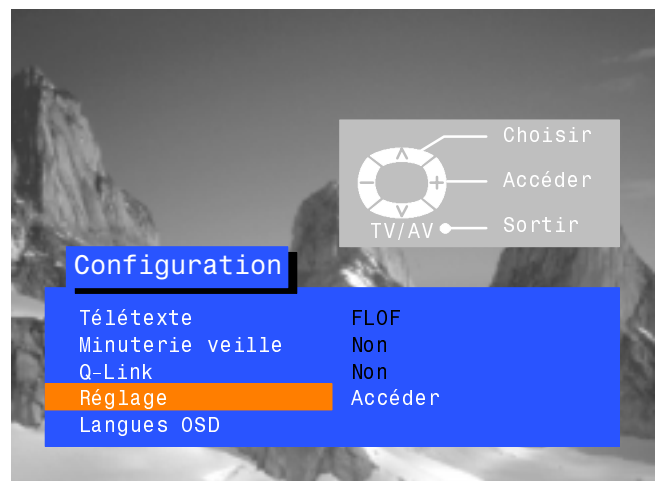 Choisir
Accéder
TV/AV Sortir
Configuration
Télétexte FLOF
Minuterie veille Non
Q-Link Non
Réglage Accéder
Langues OSD